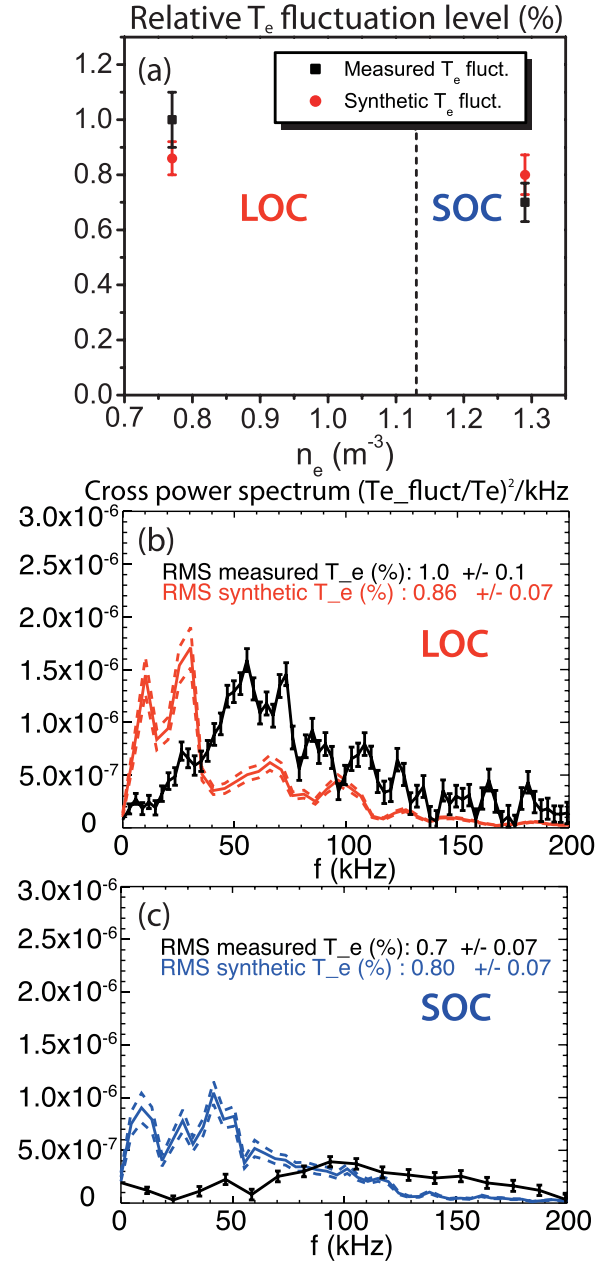 Relative Te fluctuation level (%)
(a)
Measured Te fluct.
Synthetic Te fluct.
LOC
SOC
1.2
1.0
0.8
0.6
0.4
0.2
0.0
0.7 0.8 0.9 1.0 1.1 1.2 1.3
ne (m-3)
Cross power spectrum (Te_fluct/Te)²/kHz
(b)
RMS measured T_e (%): 1.0 +/- 0.1
RMS synthetic T_e (%) : 0.86 +/- 0.07
LOC
3.0x10-6
2.5x10-6
2.0x10-6
1.5x10-6
1.0x10-6
5.0x10-7
0
0 50 100 150 200
f (kHz)
(c)
RMS measured T_e (%): 0.7 +/- 0.07
RMS synthetic T_e (%) : 0.80 +/- 0.07
SOC
3.0x10-6
2.5x10-6
2.0x10-6
1.5x10-6
1.0x10-6
5.0x10-7
0
0 50 100 150 200
f (kHz)